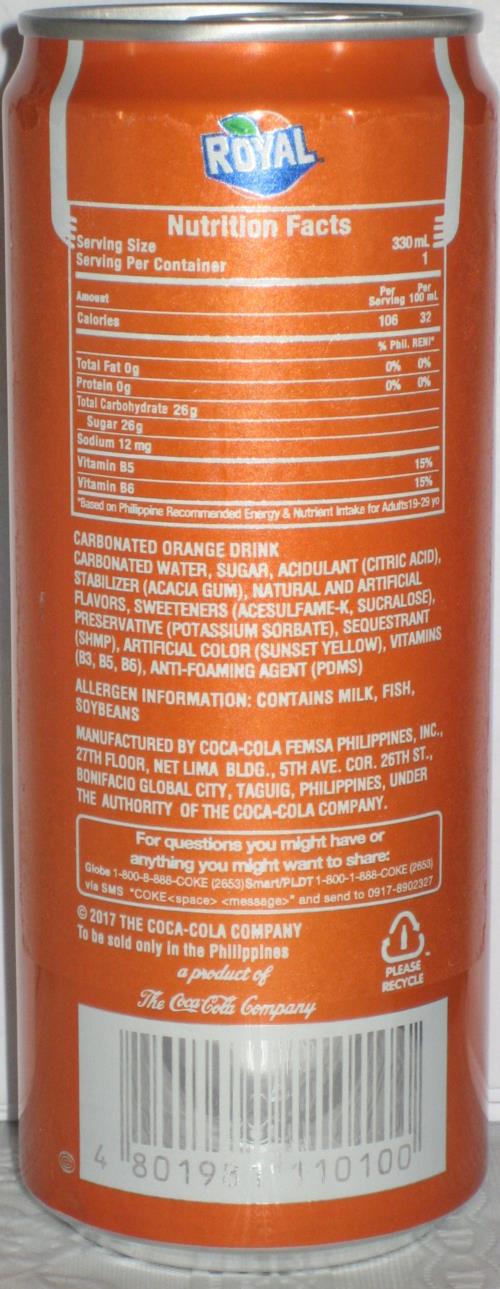 ROYAL
Nutrition Facts
Serving Size 330 mL
Serving Per Container 1
Amount Per Serving Per 100 mL
Calories 106 32
% Phil. RENI*
Total Fat 0g 0% 0%
Protein 0g 0% 0%
Total Carbohydrate 26g
Sugar 26g
Sodium 12 mg
Vitamin B5 15%
Vitamin B6 15%
*Based on Philippine Recommended Energy & Nutrient Intake for Adults19-29 yo
CARBONATED ORANGE DRINK
CARBONATED WATER, SUGAR, ACIDULANT (CITRIC ACID),
STABILIZER (ACACIA GUM), NATURAL AND ARTIFICIAL
FLAVORS, SWEETENERS (ACESULFAME-K, SUCRALOSE),
PRESERVATIVE (POTASSIUM SORBATE), SEQUESTRANT
(SHMP), ARTIFICIAL COLOR (SUNSET YELLOW), VITAMINS
(B3, B5, B6), ANTI-FOAMING AGENT (PDMS)
ALLERGEN INFORMATION: CONTAINS MILK, FISH,
SOYBEANS
MANUFACTURED BY COCA-COLA FEMSA PHILIPPINES, INC.,
27TH FLOOR, NET LIMA BLDG., 5TH AVE. COR. 26TH ST.,
BONIFACIO GLOBAL CITY, TAGUIG, PHILIPPINES, UNDER
THE AUTHORITY OF THE COCA-COLA COMPANY.
For questions you might have or
anything you might want to share:
Globe 1-800-8-888-COKE (2653) Smart/PLDT 1-800-1-888-COKE (2653)
via SMS "COKE<space> <message>" and send to 0917-8902327
© 2017 THE COCA-COLA COMPANY
To be sold only in the Philippines
a product of
The Coca-Cola Company
1
PLEASE
RECYCLE
4 801981 110100